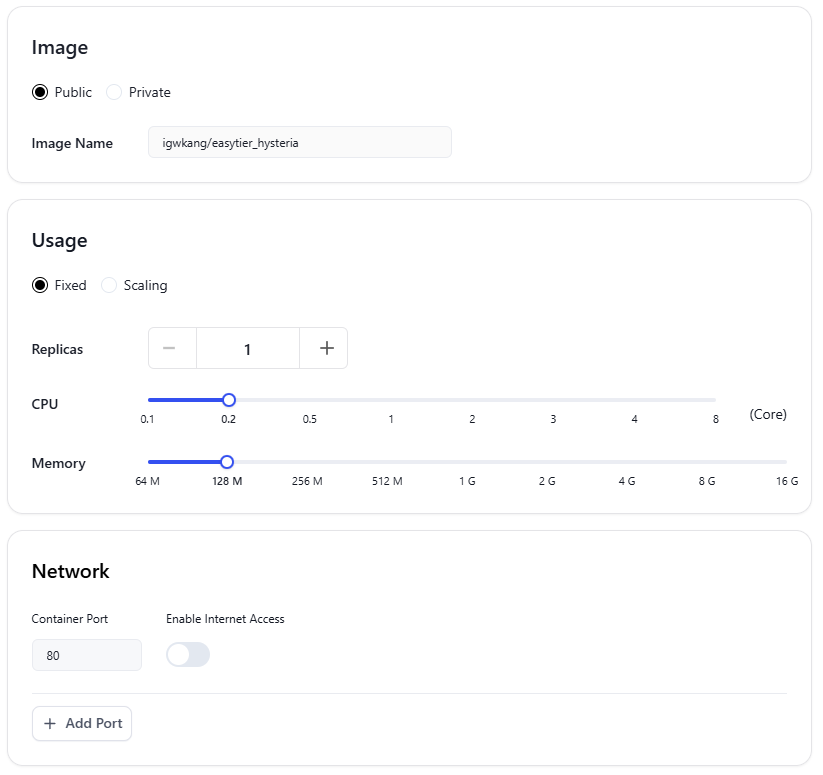 Image
Public Private
Image Name igwkang/easytier_hysteria
Usage
Fixed Scaling
Replicas − 1 +
CPU
0.1 0.2 0.5 1 2 3 4 8 (Core)
Memory
64 M 128 M 256 M 512 M 1 G 2 G 4 G 8 G 16 G
Network
Container Port Enable Internet Access
80
+ Add Port